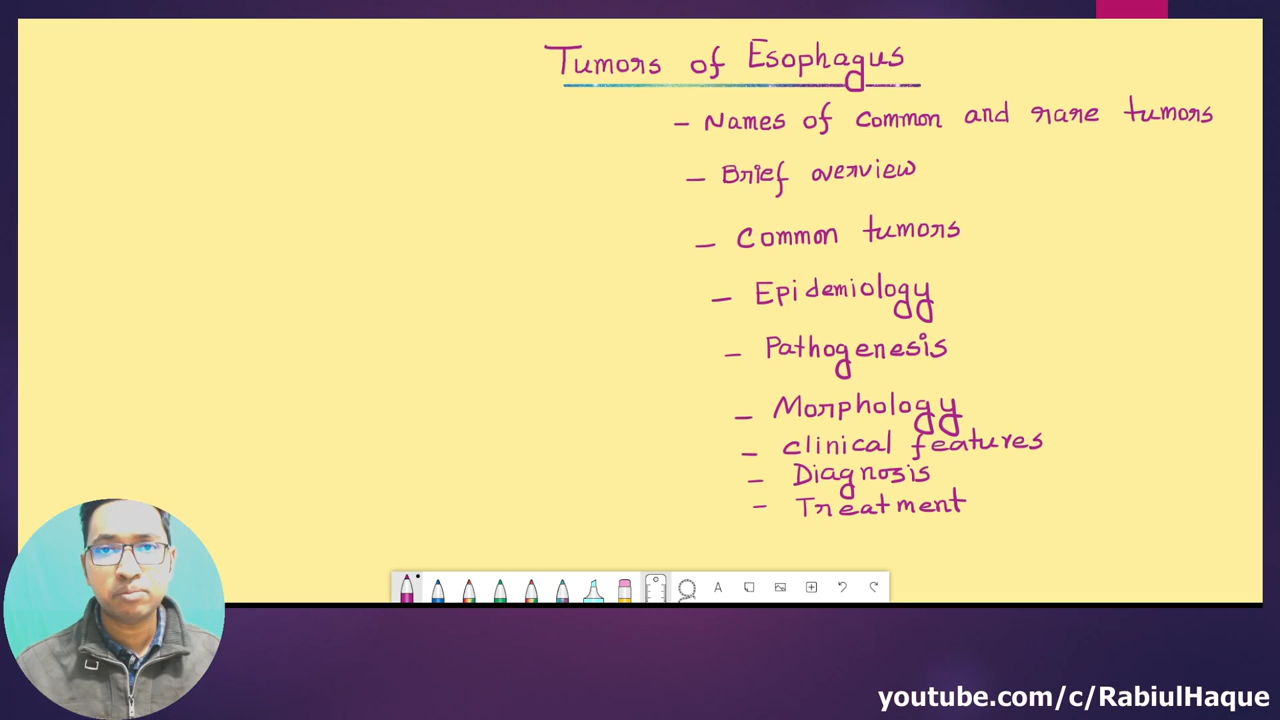 Tumors of Esophagus
- Names of common and rare tumors
- Brief overview
- Common tumors
- Epidemiology
- Pathogenesis
- Morphology
- Clinical features
- Diagnosis
- Treatment
A
youtube.com/c/RabiulHaque